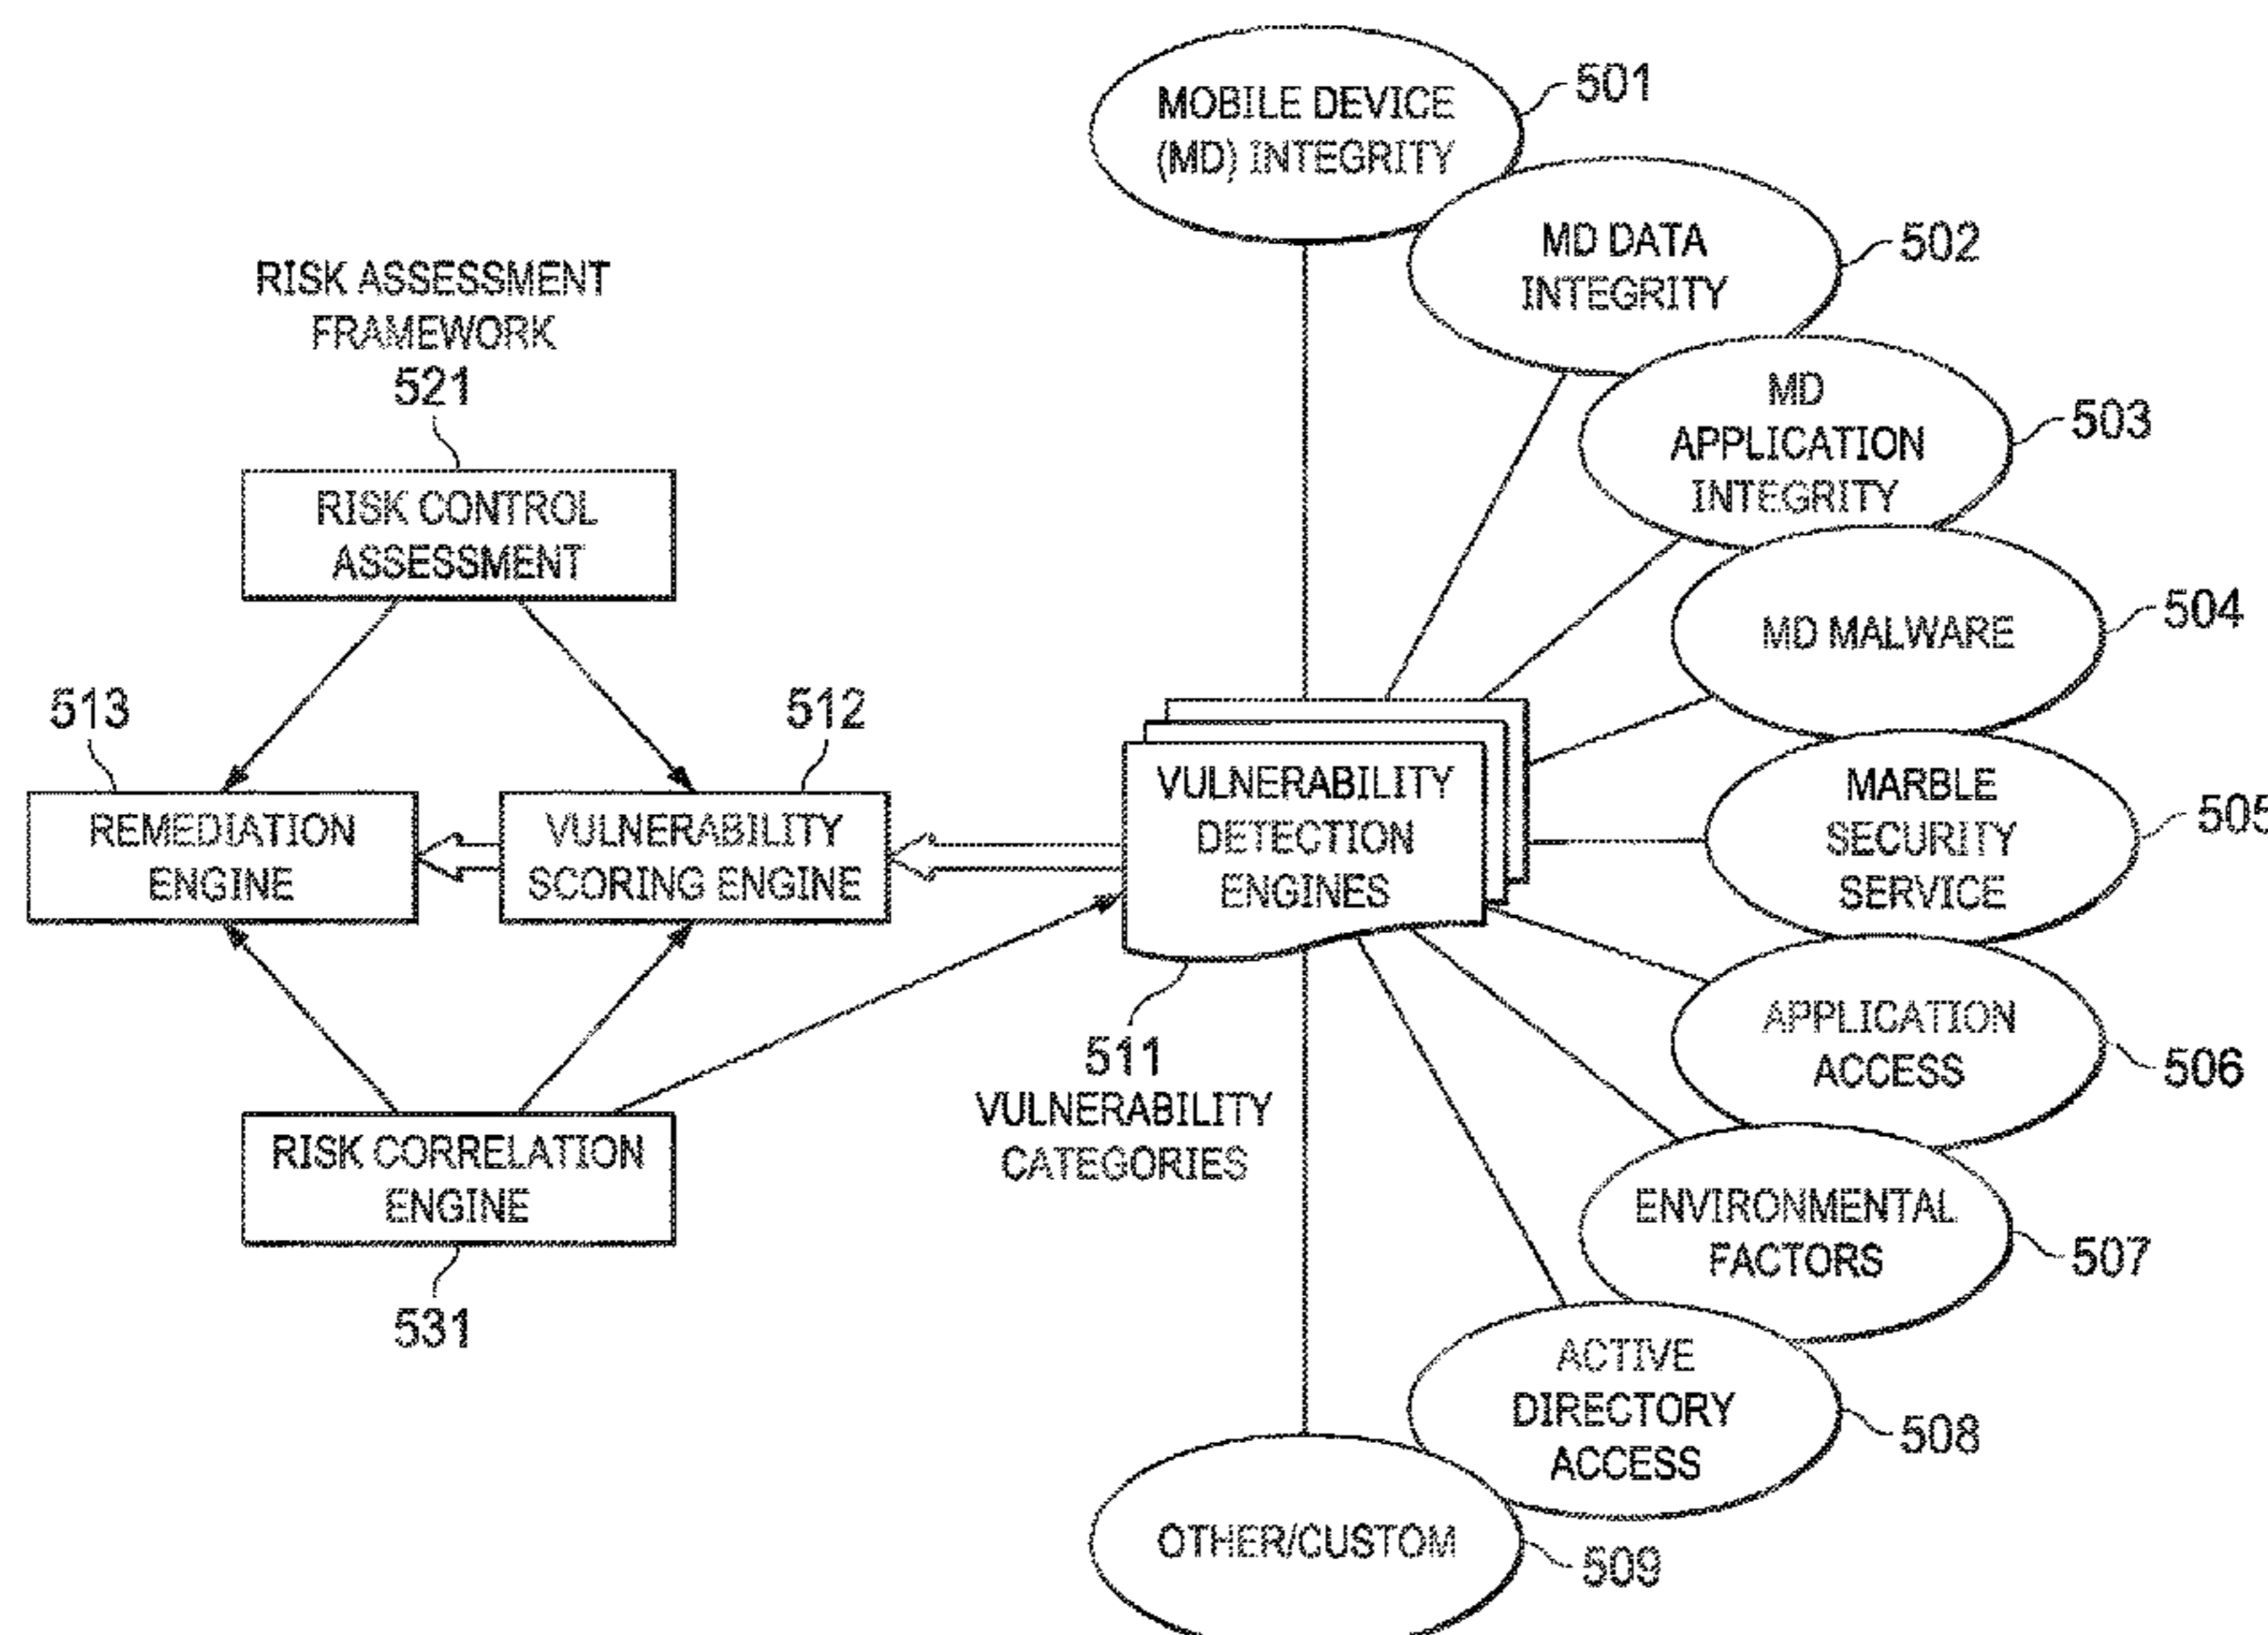 RISK ASSESSMENT
FRAMEWORK
521
RISK CONTROL
ASSESSMENT
513
REMEDIATION
ENGINE
512
VULNERABILITY
SCORING ENGINE
RISK CORRELATION
ENGINE
531
VULNERABILITY
DETECTION
ENGINES
511
VULNERABILITY
CATEGORIES
MOBILE DEVICE
(MD) INTEGRITY
501
MD DATA
INTEGRITY
502
MD
APPLICATION
INTEGRITY
503
MD MALWARE
504
MARBLE
SECURITY
SERVICE
505
APPLICATION
ACCESS
506
ENVIRONMENTAL
FACTORS
507
ACTIVE
DIRECTORY
ACCESS
508
OTHER/CUSTOM
509